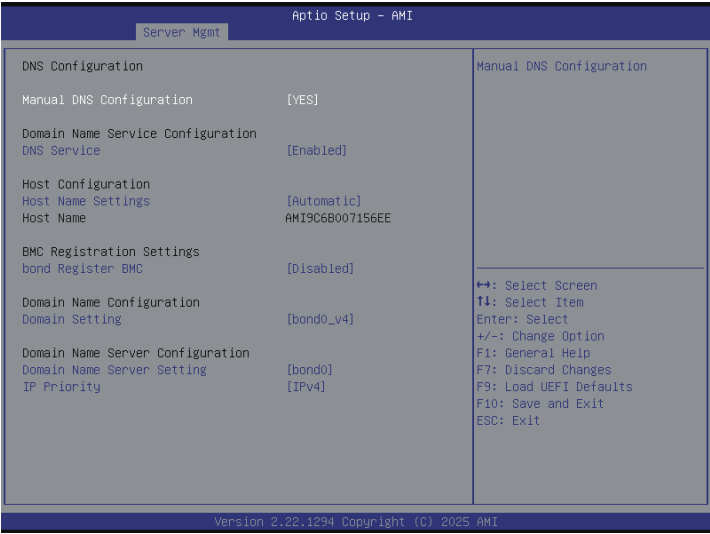 Aptio Setup – AMI
Server Mgmt
DNS Configuration
Manual DNS Configuration [YES]
Domain Name Service Configuration
DNS Service [Enabled]
Host Configuration
Host Name Settings [Automatic]
Host Name AMI9C6B007156EE
BMC Registration Settings
bond Register BMC [Disabled]
Domain Name Configuration
Domain Setting [bond0_v4]
Domain Name Server Configuration
Domain Name Server Setting [bond0]
IP Priority [IPv4]
Manual DNS Configuration
↔: Select Screen
↑↓: Select Item
Enter: Select
+/-: Change Option
F1: General Help
F7: Discard Changes
F9: Load UEFI Defaults
F10: Save and Exit
ESC: Exit
Version 2.22.1294 Copyright (C) 2025 AMI